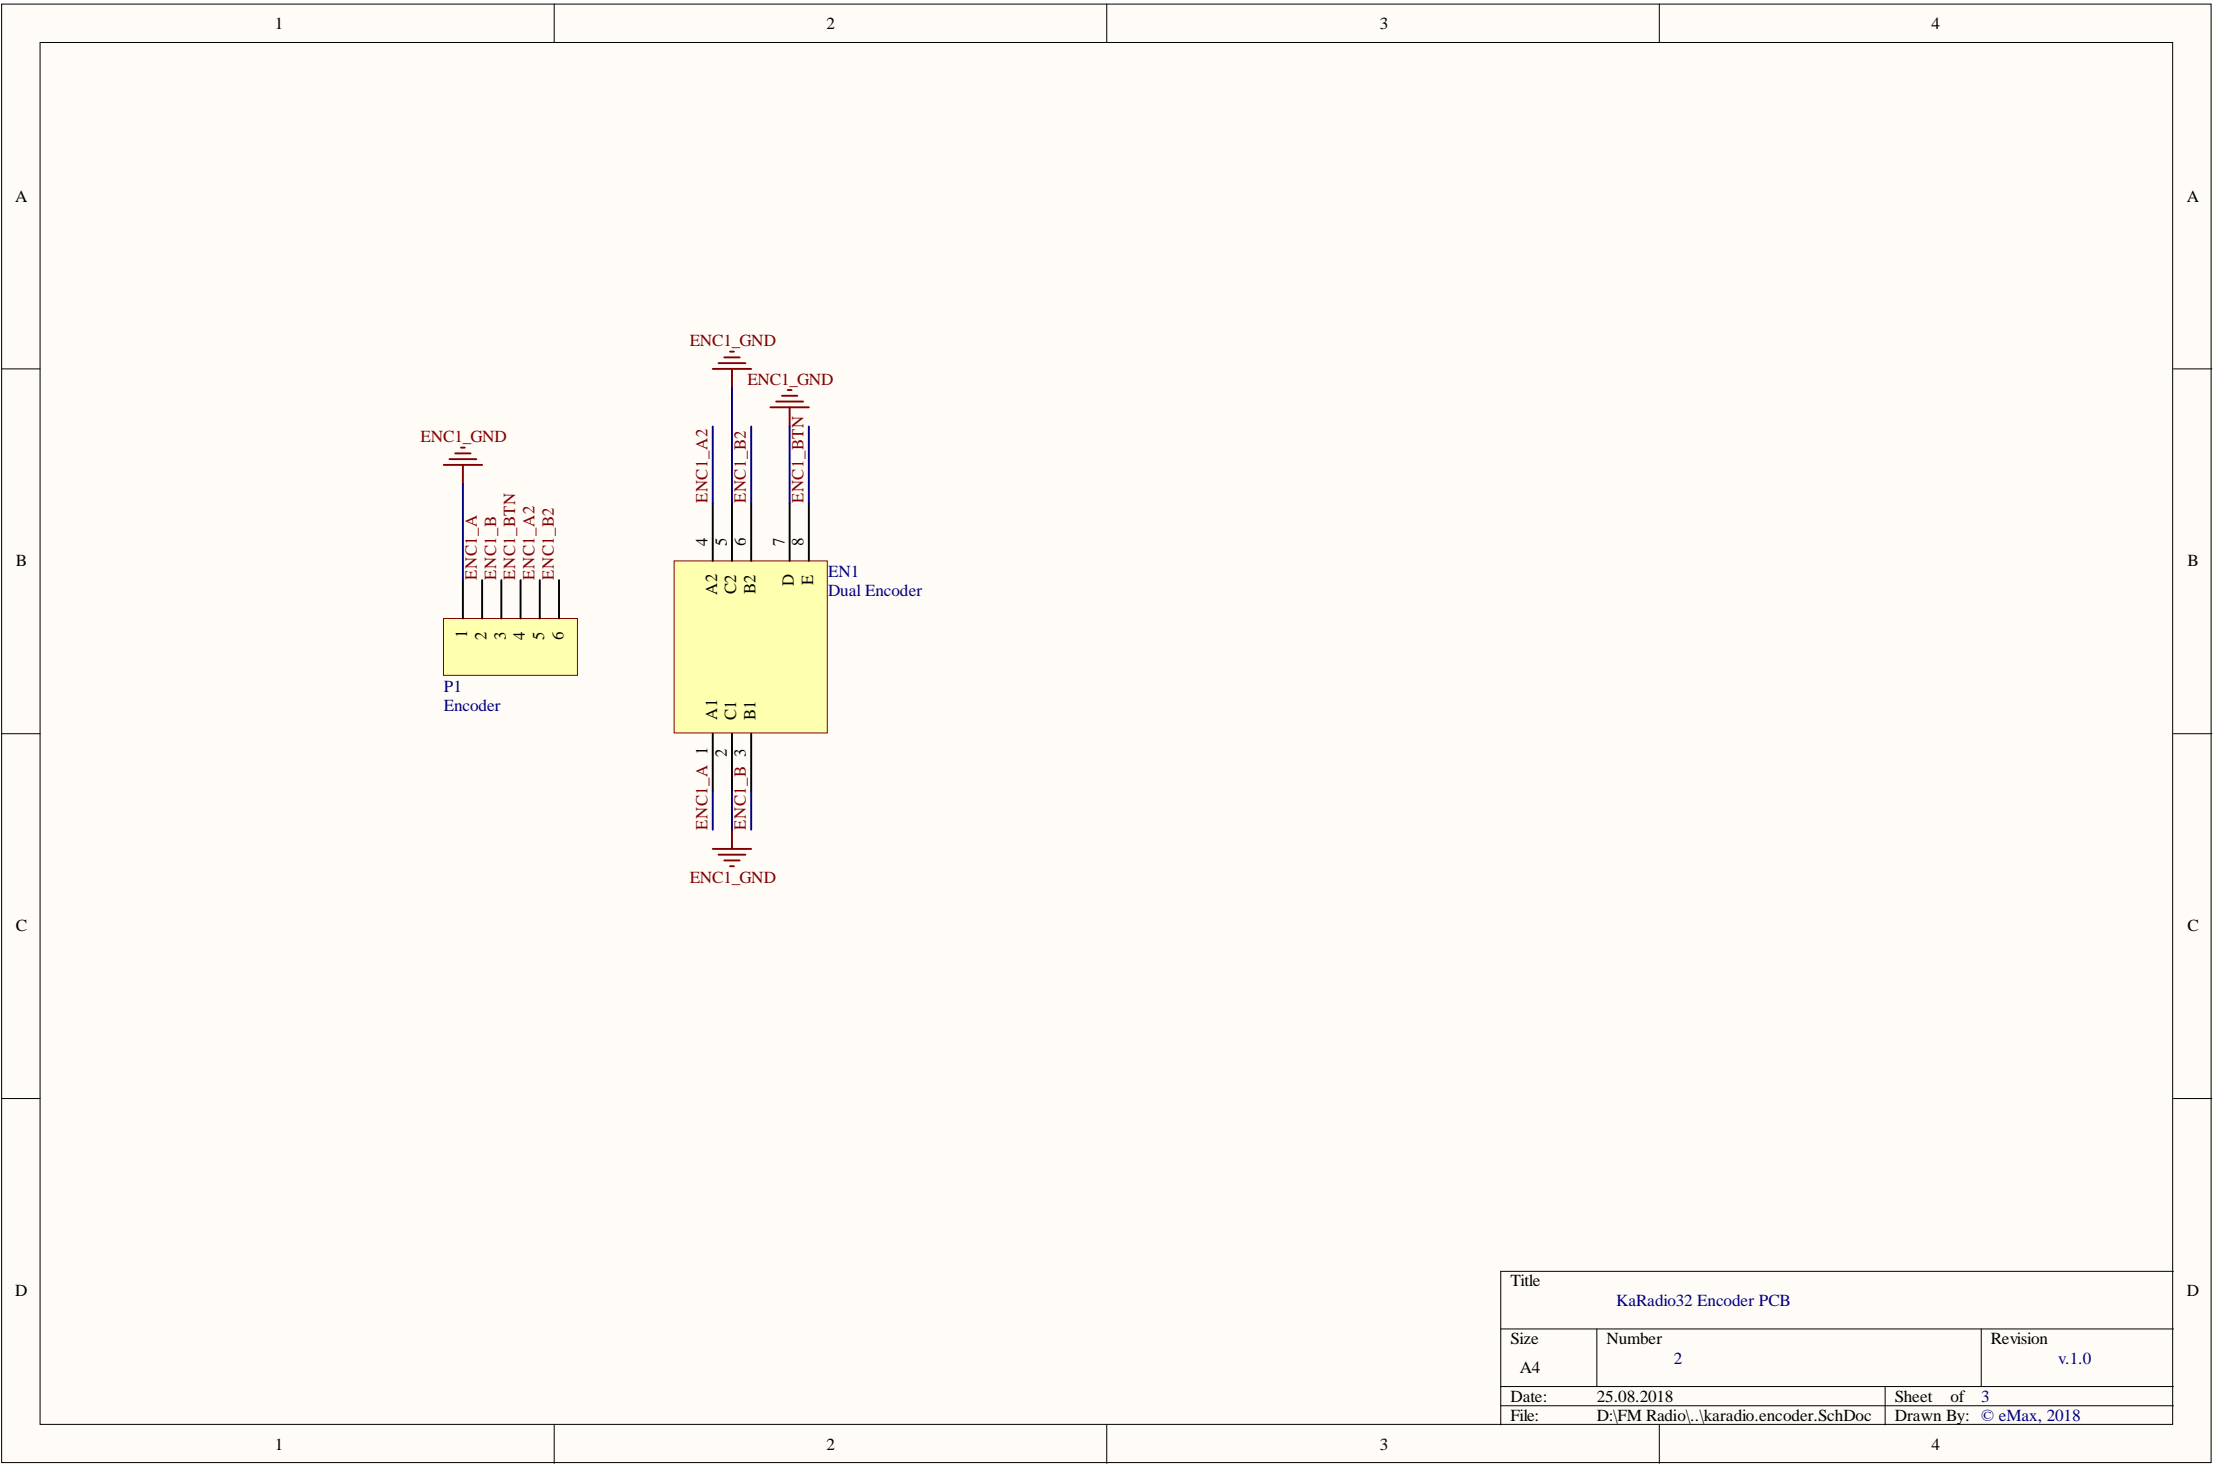 1 2 3 4
A A
ENC1_GND
ENC1_GND
ENC1_GND
ENC1_A2
ENC1_B2
ENC1_BTN
ENC1_A
ENC1_B
ENC1_BTN
ENC1_A2
ENC1_B2
4 5 6 7 8
B B
A2 C2 B2 D E
EN1
Dual Encoder
1 2 3 4 5 6
P1
Encoder
A1 C1 B1
1 2 3
ENC1_A
ENC1_B
ENC1_GND
C C
D D
Title
KaRadio32 Encoder PCB
Size Number Revision
A4 2 v.1.0
Date: 25.08.2018 Sheet of 3
File: D:\FM Radio\..\karadio.encoder.SchDoc Drawn By: © eMax, 2018
1 2 3 4